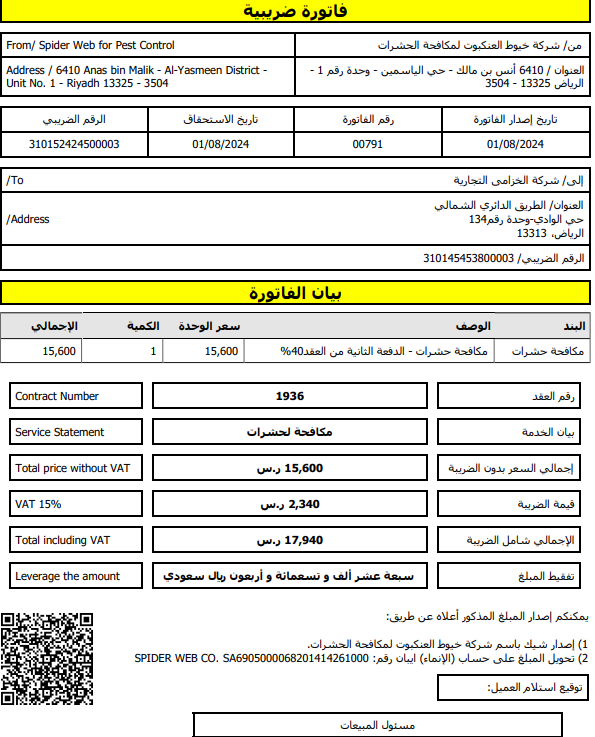 فاتورة ضريبية
من/ شركة خيوط العنكبوت لمكافحة الحشرات
From/ Spider Web for Pest Control
العنوان / 6410 أنس بن مالك - حي الياسمين - وحدة رقم 1 -
الرياض 13325 - 3504
Address / 6410 Anas bin Malik - Al-Yasmeen District -
Unit No. 1 - Riyadh 13325 - 3504
تاريخ إصدار الفاتورة رقم الفاتورة تاريخ الاستحقاق الرقم الضريبي
01/08/2024 00791 01/08/2024 310152424500003
إلى/ شركة الخزامى التجارية
To/
العنوان/ الطريق الدائري الشمالي
حي الوادي-وحدة رقم134
الرياض، 13313
Address/
الرقم الضريبي/ 310145453800003
بيان الفاتورة
البند الوصف سعر الوحدة الكمية الإجمالي
مكافحة حشرات مكافحة حشرات - الدفعة الثانية من العقد40% 15,600 1 15,600
رقم العقد 1936 Contract Number
بيان الخدمة مكافحة لحشرات Service Statement
إجمالي السعر بدون الضريبة 15,600 ر.س Total price without VAT
قيمة الضريبة 2,340 ر.س VAT 15%
الإجمالي شامل الضريبة 17,940 ر.س Total including VAT
تفقيط المبلغ سبعة عشر ألف و تسعمائة و أربعون ريال سعودي Leverage the amount
يمكنكم إصدار المبلغ المذكور أعلاه عن طريق:
1) إصدار شيك باسم شركة خيوط العنكبوت لمكافحة الحشرات.
2) تحويل المبلغ على حساب (الإنماء) ايبان رقم: SPIDER WEB CO. SA6905000068201414261000
توقيع استلام العميل:
مسئول المبيعات